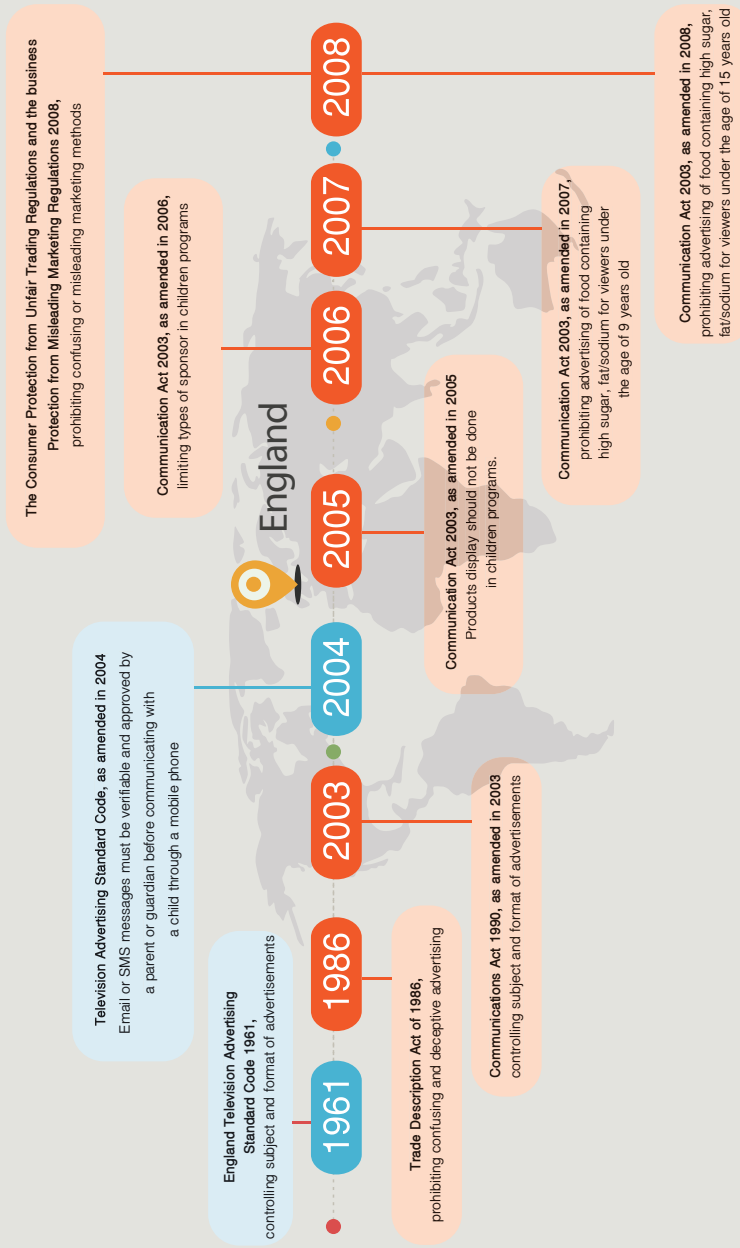 England
1961
England Television Advertising
Standard Code 1961,
controlling subject and format of advertisements
1986
Trade Description Act of 1986,
prohibiting confusing and deceptive advertising
2003
Communications Act 1990, as amended in 2003
controlling subject and format of advertisements
2004
Television Advertising Standard Code, as amended in 2004
Email or SMS messages must be verifiable and approved by
a parent or guardian before communicating with
a child through a mobile phone
2005
Communication Act 2003, as amended in 2005
Products display should not be done
in children programs.
2006
Communication Act 2003, as amended in 2006,
limiting types of sponsor in children programs
2007
Communication Act 2003, as amended in 2007,
prohibiting advertising of food containing
high sugar, fat/sodium for viewers under
the age of 9 years old
2008
The Consumer Protection from Unfair Trading Regulations and the business
Protection from Misleading Marketing Regulations 2008,
prohibiting confusing or misleading marketing methods
Communication Act 2003, as amended in 2008,
prohibiting advertising of food containing high sugar,
fat/sodium for viewers under the age of 15 years old